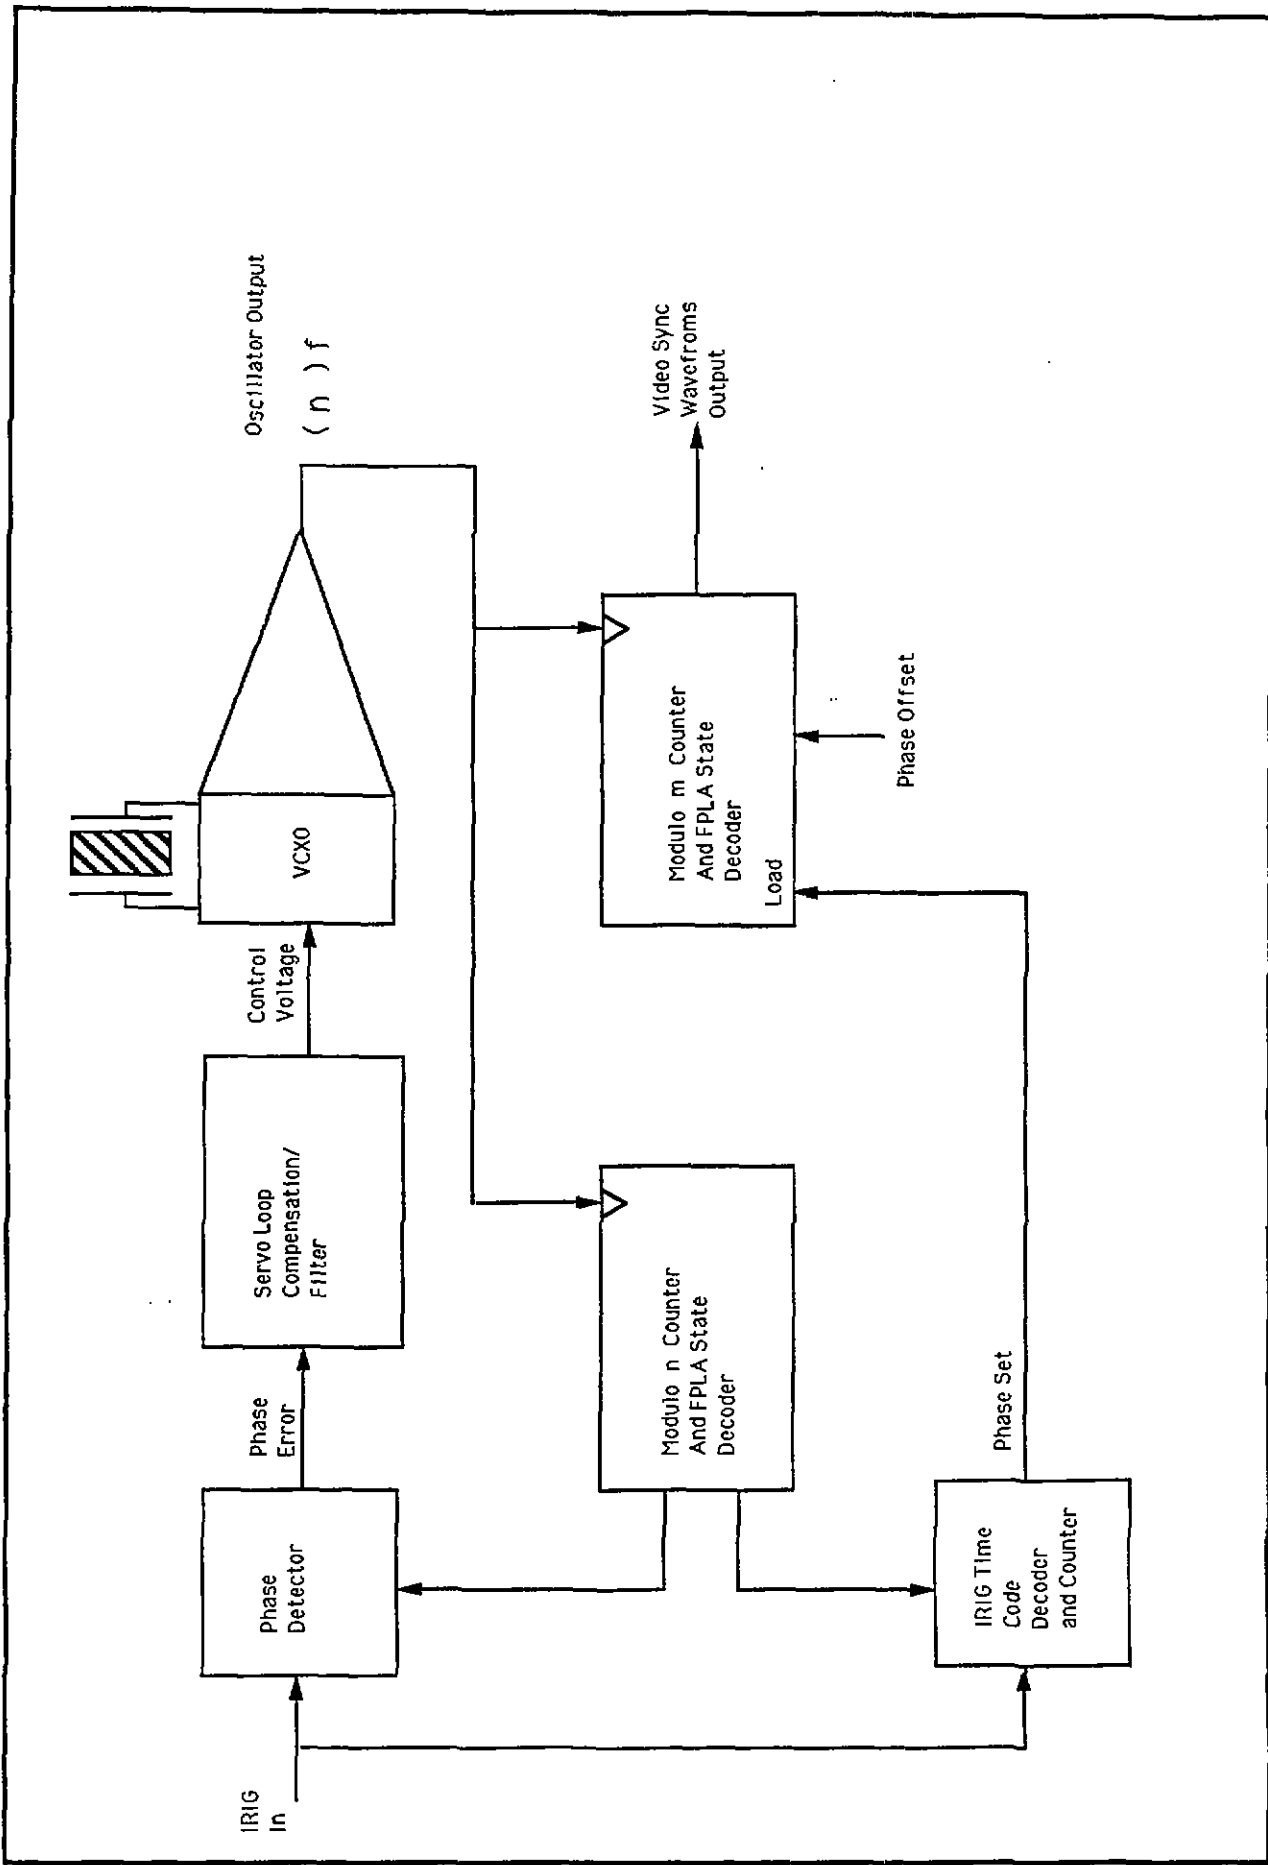 IRIG
In
Phase
Detector
Phase
Error
Servo Loop
Compensation/
Filter
Control
Voltage
VCXO
Oscillator Output
( n ) f
Modulo n Counter
And FPLA State
Decoder
Modulo m Counter
And FPLA State
Decoder
Load
Video Sync
Wavefroms
Output
Phase Offset
IRIG Time
Code
Decoder
and Counter
Phase Set